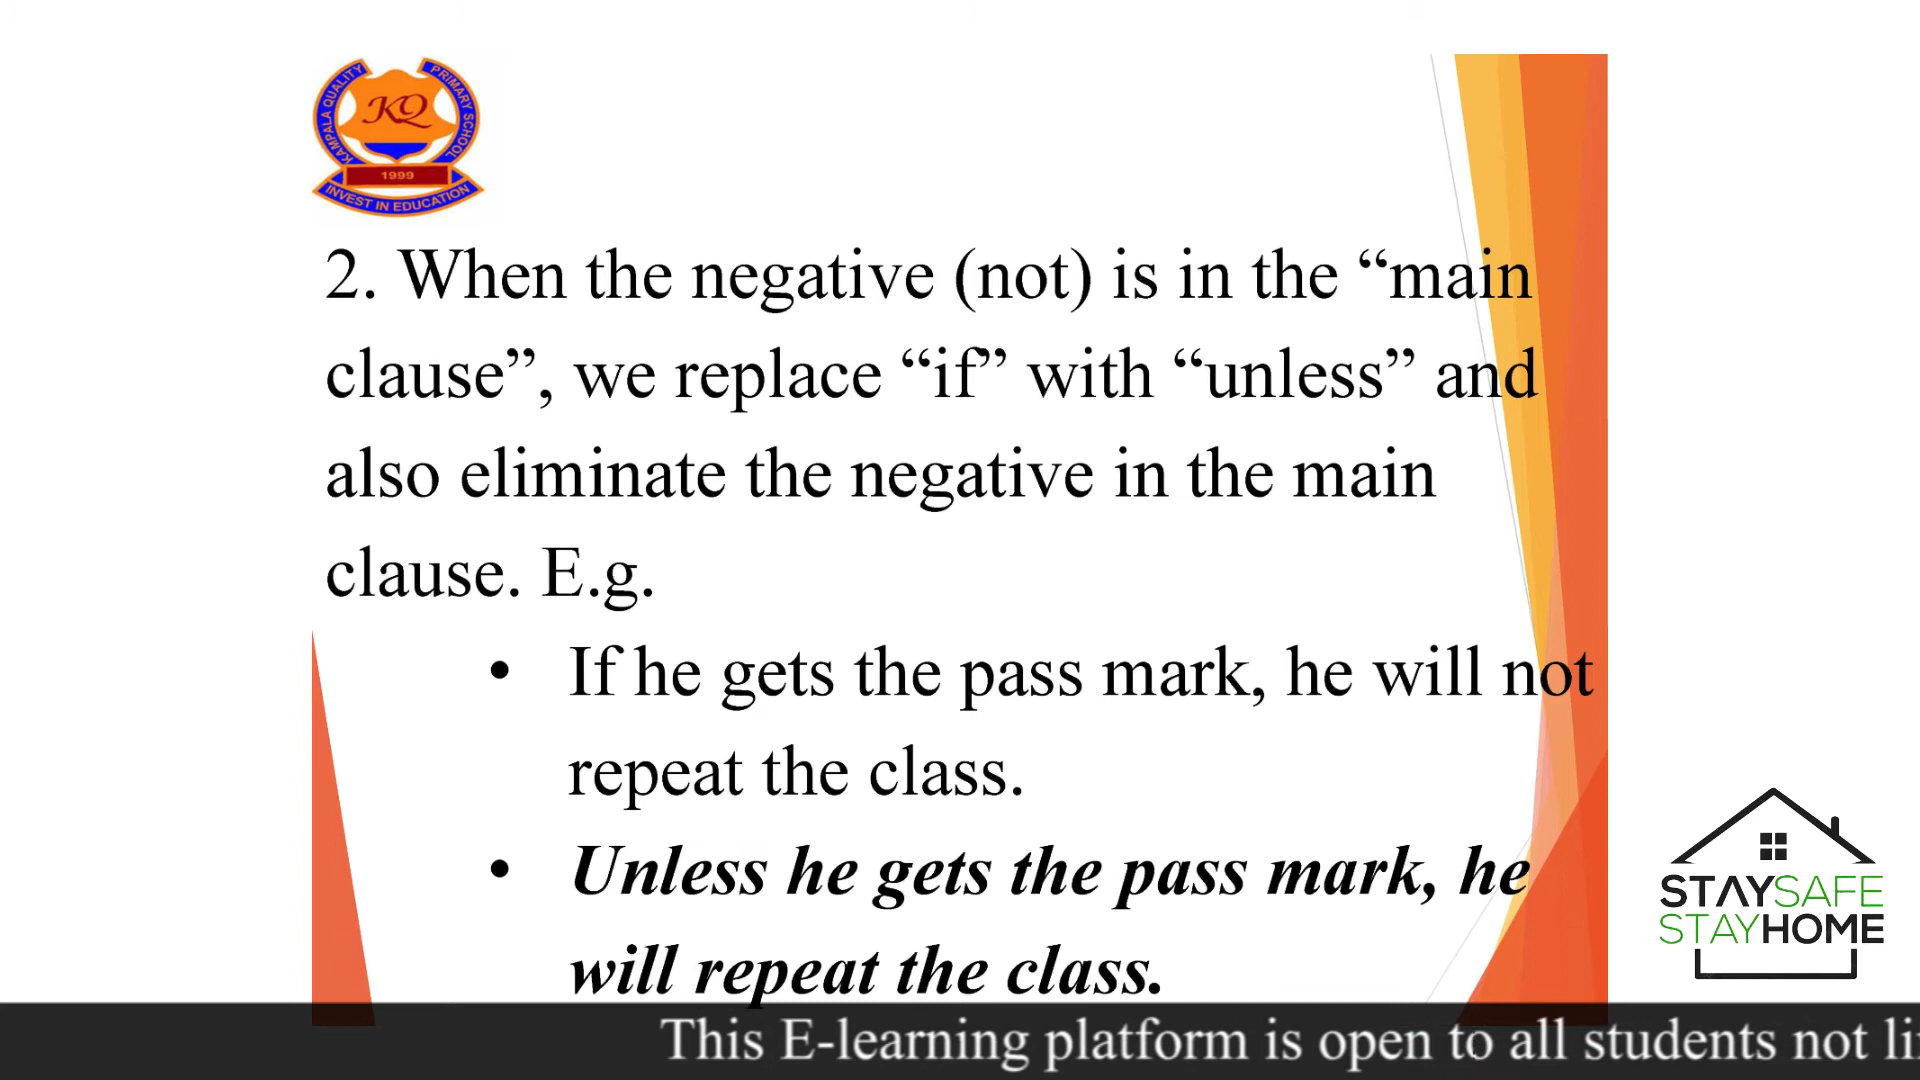 KAMPALA QUALITY PRIMARY SCHOOL
KQ
1999
INVEST IN EDUCATION
2. When the negative (not) is in the “main
clause”, we replace “if” with “unless” and
also eliminate the negative in the main
clause. E.g.
• If he gets the pass mark, he will not
repeat the class.
• Unless he gets the pass mark, he
will repeat the class.
STAYSAFE
STAYHOME
This E-learning platform is open to all students not